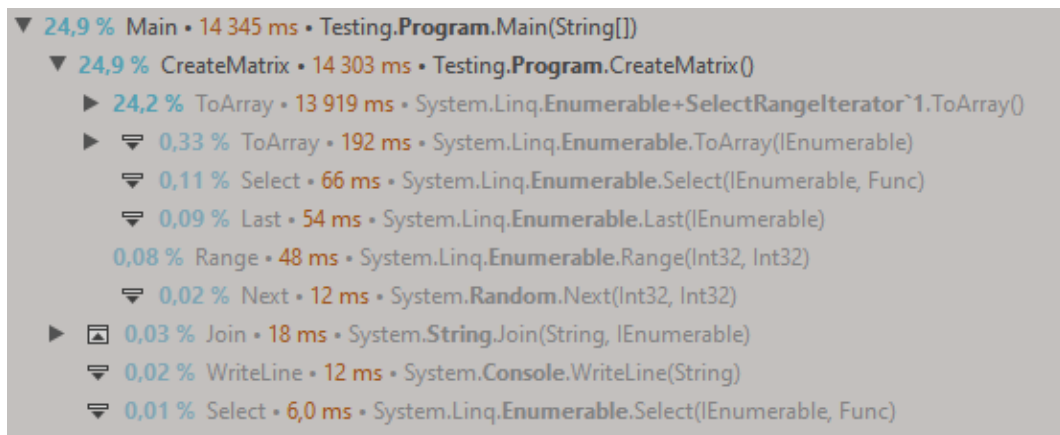 24,9 % Main • 14 345 ms • Testing.Program.Main(String[])
24,9 % CreateMatrix • 14 303 ms • Testing.Program.CreateMatrix()
24,2 % ToArray • 13 919 ms • System.Linq.Enumerable+SelectRangeIterator`1.ToArray()
0,33 % ToArray • 192 ms • System.Linq.Enumerable.ToArray(IEnumerable)
0,11 % Select • 66 ms • System.Linq.Enumerable.Select(IEnumerable, Func)
0,09 % Last • 54 ms • System.Linq.Enumerable.Last(IEnumerable)
0,08 % Range • 48 ms • System.Linq.Enumerable.Range(Int32, Int32)
0,02 % Next • 12 ms • System.Random.Next(Int32, Int32)
0,03 % Join • 18 ms • System.String.Join(String, IEnumerable)
0,02 % WriteLine • 12 ms • System.Console.WriteLine(String)
0,01 % Select • 6,0 ms • System.Linq.Enumerable.Select(IEnumerable, Func)